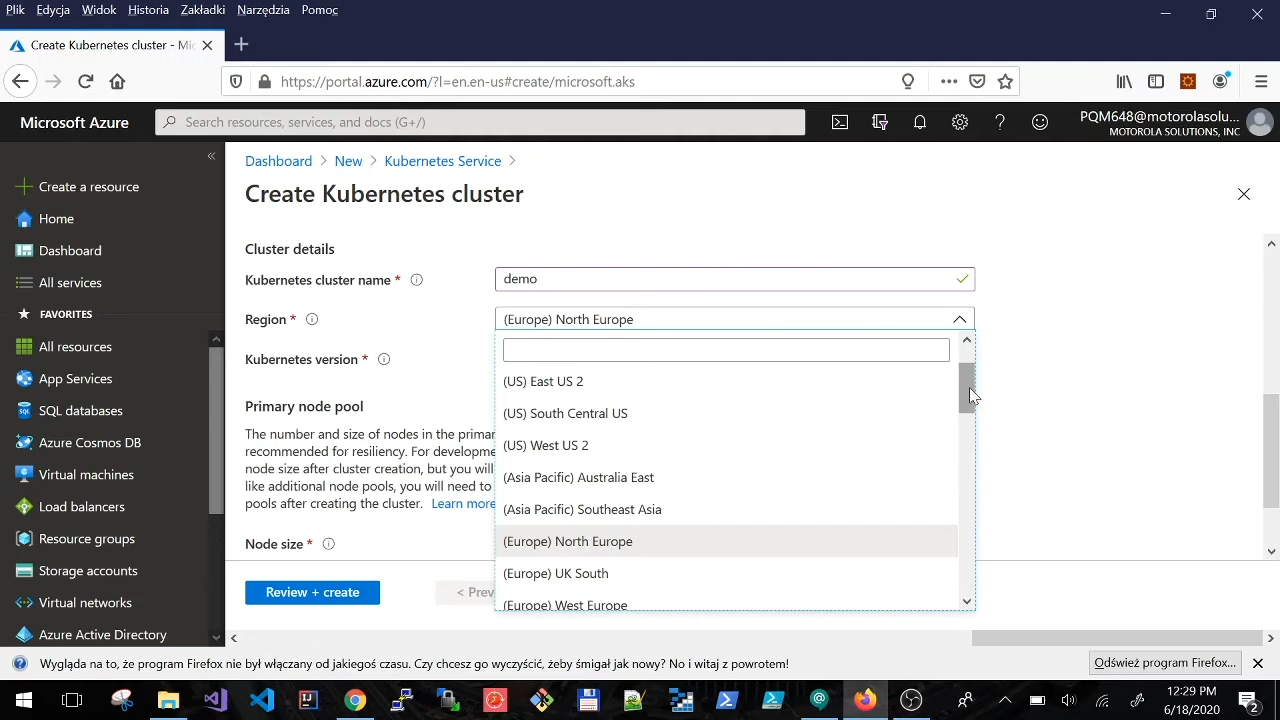 Plik Edycja Widok Historia Zakładki Narzędzia Pomoc
Create Kubernetes cluster - Mi
https://portal.azure.com/?l=en.en-us#create/microsoft.aks
Microsoft Azure
Search resources, services, and docs (G+/)
PQM648@motorolasolu...
MOTOROLA SOLUTIONS, INC
Create a resource
Home
Dashboard
All services
FAVORITES
All resources
App Services
SQL databases
Azure Cosmos DB
Virtual machines
Load balancers
Resource groups
Storage accounts
Virtual networks
Azure Active Directory
Dashboard > New > Kubernetes Service >
Create Kubernetes cluster
Cluster details
Kubernetes cluster name *
demo
Region *
(Europe) North Europe
Kubernetes version *
(US) East US 2
(US) South Central US
(US) West US 2
(Asia Pacific) Australia East
(Asia Pacific) Southeast Asia
(Europe) North Europe
(Europe) UK South
(Europe) West Europe
Primary node pool
The number and size of nodes in the primar
recommended for resiliency. For developme
node size after cluster creation, but you will
like additional node pools, you will need to
pools after creating the cluster. Learn more
Node size *
Review + create
< Prev
Wygląda na to, że program Firefox nie był włączany od jakiegoś czasu. Czy chcesz go wyczyścić, żeby śmigał jak nowy? No i witaj z powrotem!
Odśwież program Firefox...
12:29 PM
6/18/2020
2